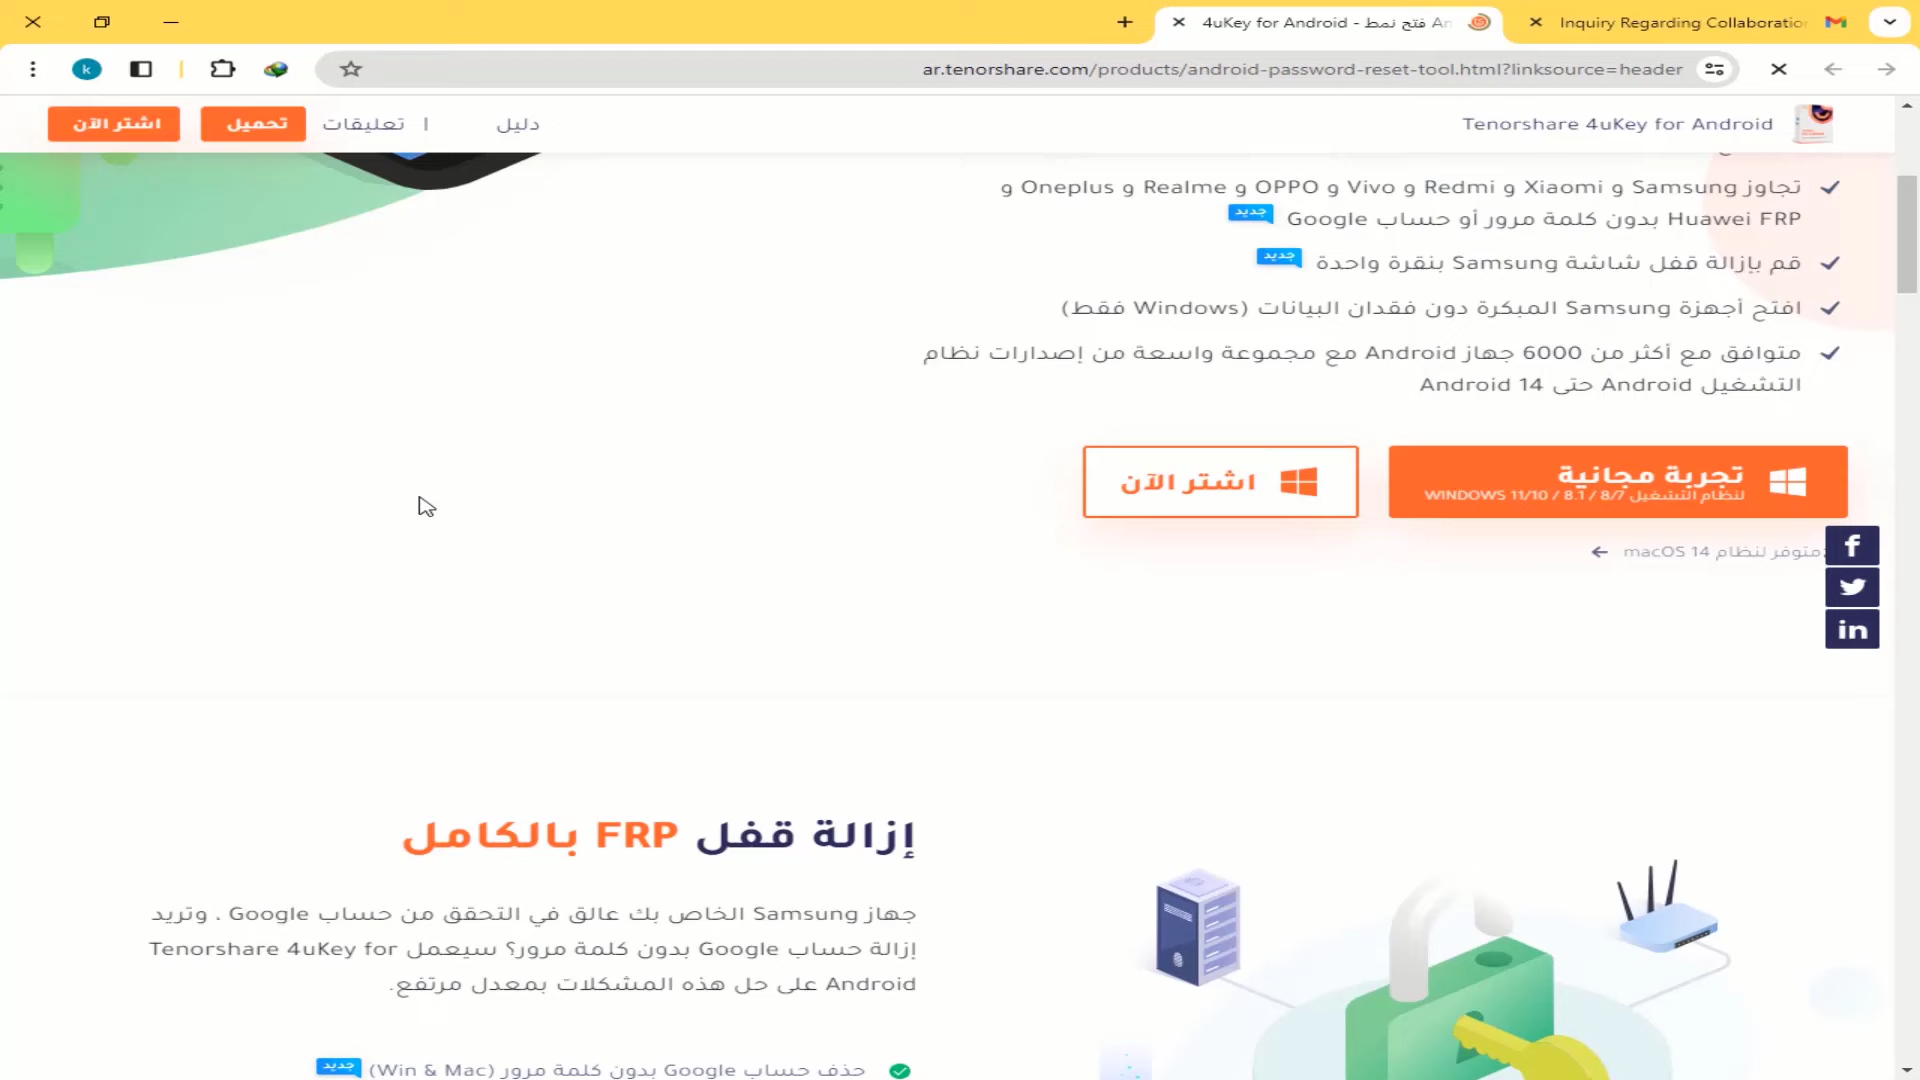 4uKey for Android - فتح نمط An
Inquiry Regarding Collaboration
k
ar.tenorshare.com/products/android-password-reset-tool.html?linksource=header
Tenorshare 4uKey for Android
دليل
|
تعليقات
تحميل
اشتر الآن
تجاوز Samsung و Xiaomi و Redmi و Vivo و OPPO و Realme و Oneplus و
Huawei FRP بدون كلمة مرور أو حساب Google جديد
قم بإزالة قفل شاشة Samsung بنقرة واحدة جديد
افتح أجهزة Samsung المبكرة دون فقدان البيانات (Windows فقط)
متوافق مع أكثر من 6000 جهاز Android مع مجموعة واسعة من إصدارات نظام
التشغيل Android حتى Android 14
تجربة مجانية
لنظام التشغيل WINDOWS 11/10 / 8.1 / 8/7
اشتر الآن
متوفر لنظام macOS 14
f
in
إزالة قفل FRP بالكامل
جهاز Samsung الخاص بك عالق في التحقق من حساب Google . وتريد
إزالة حساب Google بدون كلمة مرور؟ سيعمل Tenorshare 4uKey for
Android على حل هذه المشكلات بمعدل مرتفع.
حذف حساب Google بدون كلمة مرور (Win & Mac) جديد